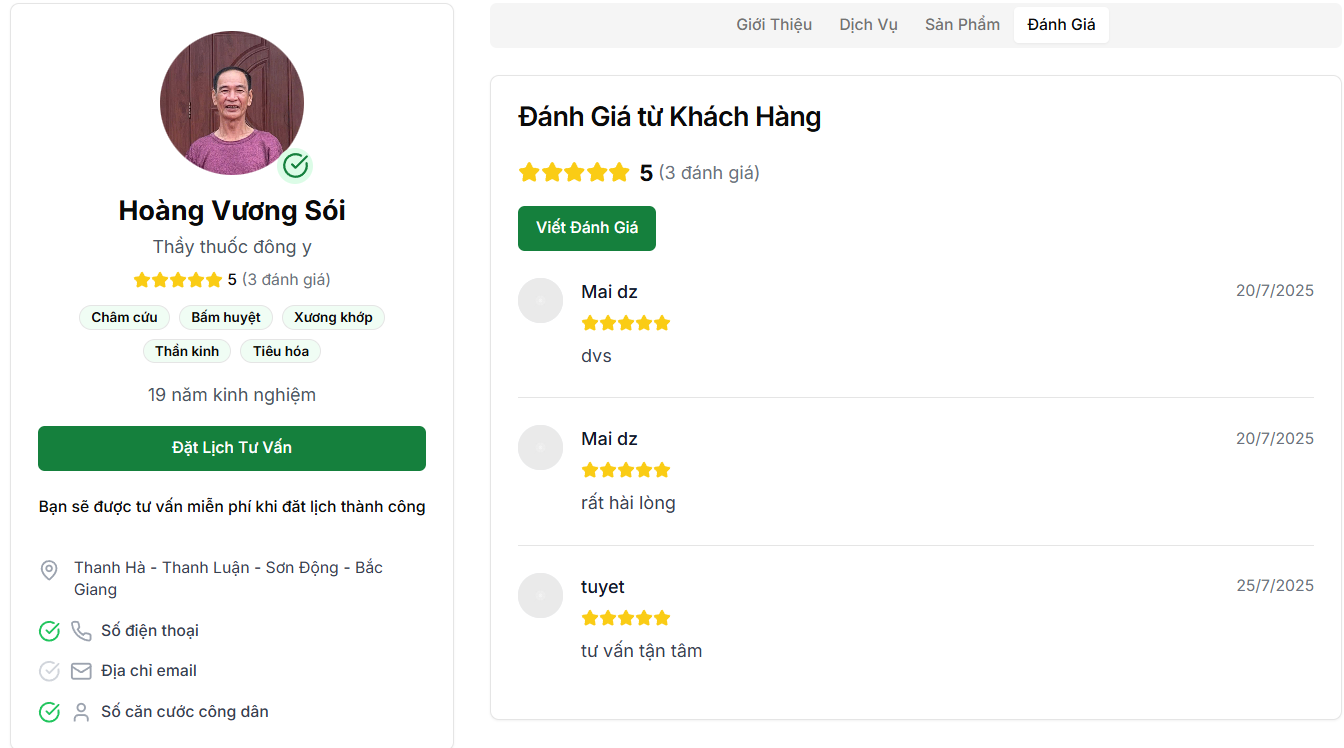 Hoàng Vương Sói
Thầy thuốc đông y
5 (3 đánh giá)
Châm cứu Bấm huyệt Xương khớp
Thần kinh Tiêu hóa
19 năm kinh nghiệm
Đặt Lịch Tư Vấn
Bạn sẽ được tư vấn miễn phí khi đăt lịch thành công
Thanh Hà - Thanh Luận - Sơn Động - Bắc
Giang
Số điện thoại
Địa chỉ email
Số căn cước công dân
Giới Thiệu Dịch Vụ Sản Phẩm Đánh Giá
Đánh Giá từ Khách Hàng
5 (3 đánh giá)
Viết Đánh Giá
Mai dz 20/7/2025
dvs
Mai dz 20/7/2025
rất hài lòng
tuyet 25/7/2025
tư vấn tận tâm